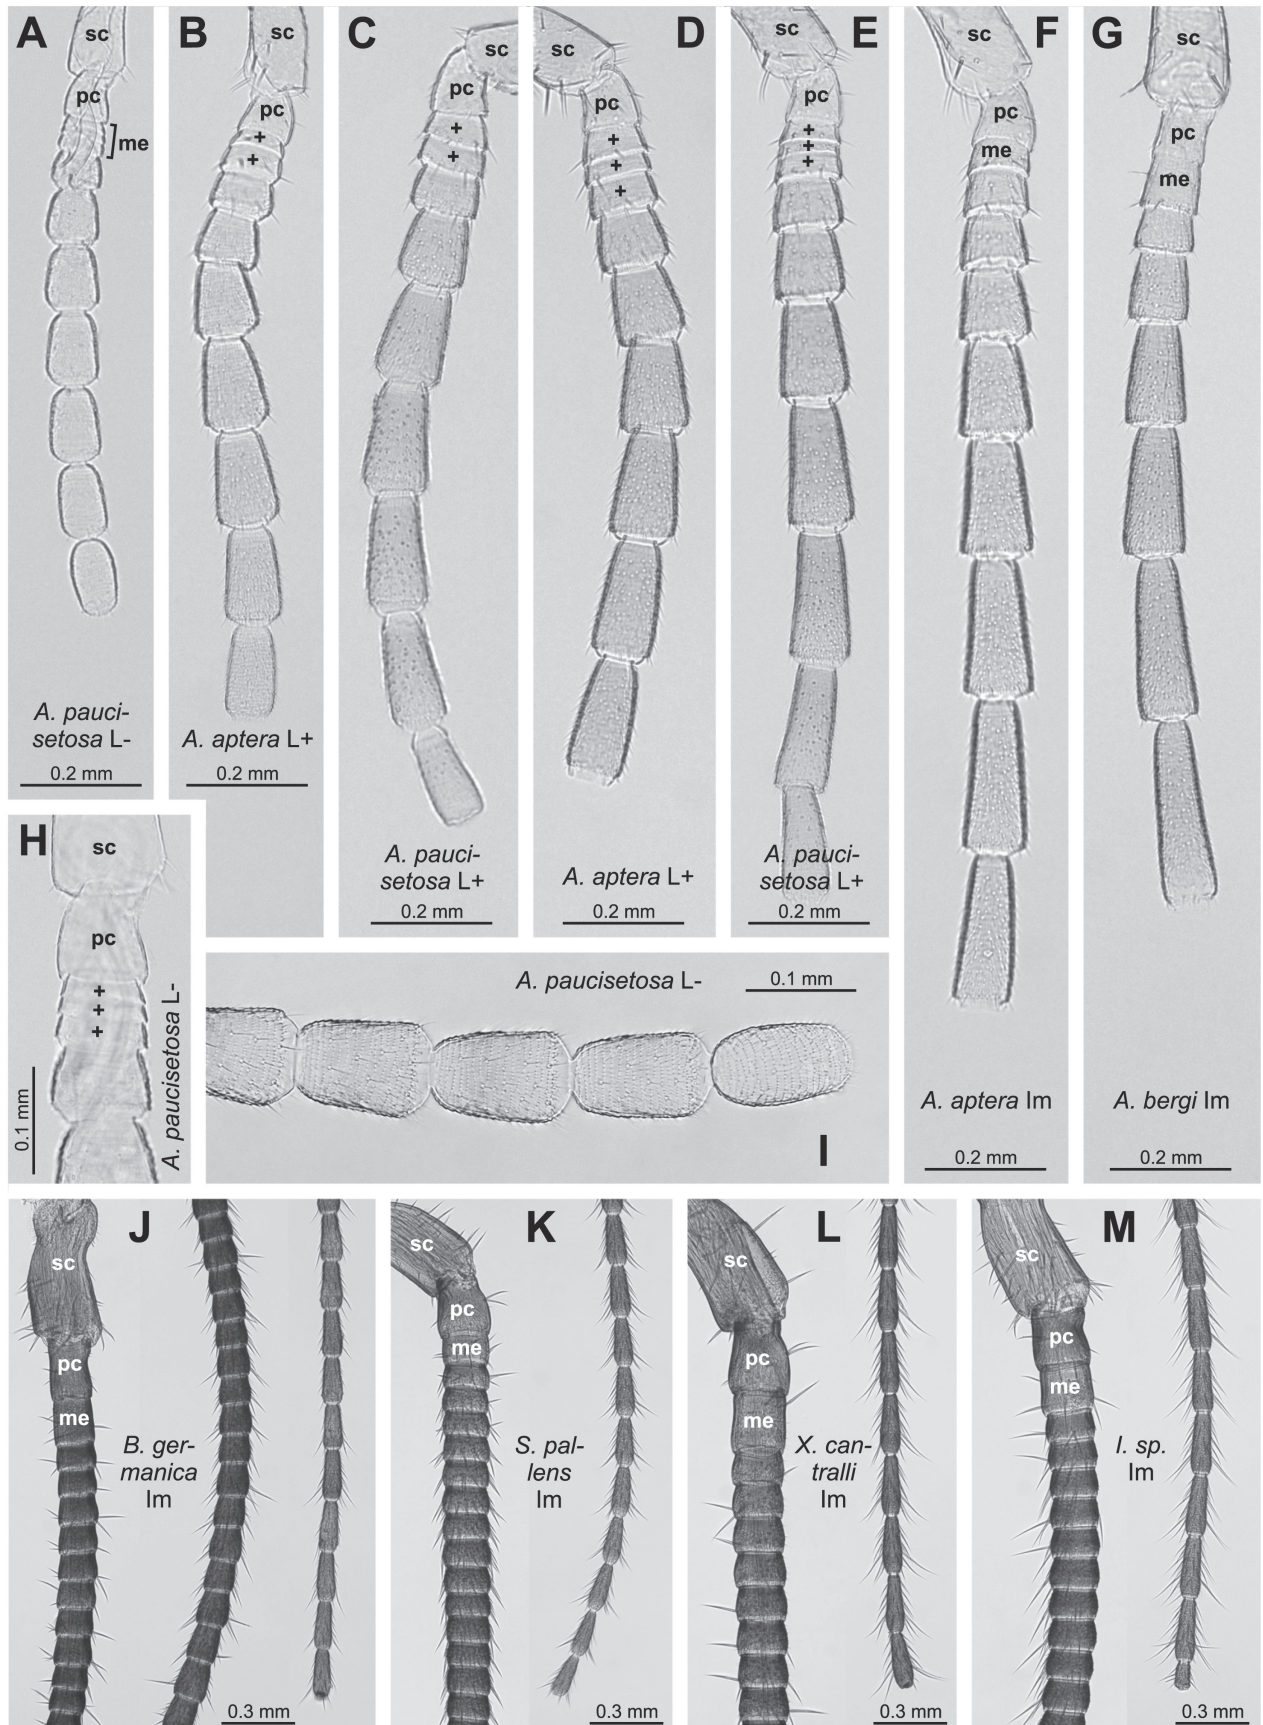 A
sc
pc
me
A. pauci-
setosa L-
0.2 mm
B
sc
pc
+
+
A. aptera L+
0.2 mm
C
sc
pc
+
+
A. pauci-
setosa L+
0.2 mm
D
sc
pc
+
+
+
A. aptera L+
0.2 mm
E
sc
pc
+
+
+
A. pauci-
setosa L+
0.2 mm
F
sc
pc
me
A. aptera Im
0.2 mm
G
sc
pc
me
A. bergi Im
0.2 mm
H
sc
pc
+
+
+
A. paucisetosa L-
0.1 mm
A. paucisetosa L-
0.1 mm
I
J
sc
pc
me
B. ger-
manica
Im
0.3 mm
K
sc
pc
me
S. pal-
lens
Im
0.3 mm
L
sc
pc
me
X. can-
tralli
Im
0.3 mm
M
sc
pc
me
I. sp.
Im
0.3 mm